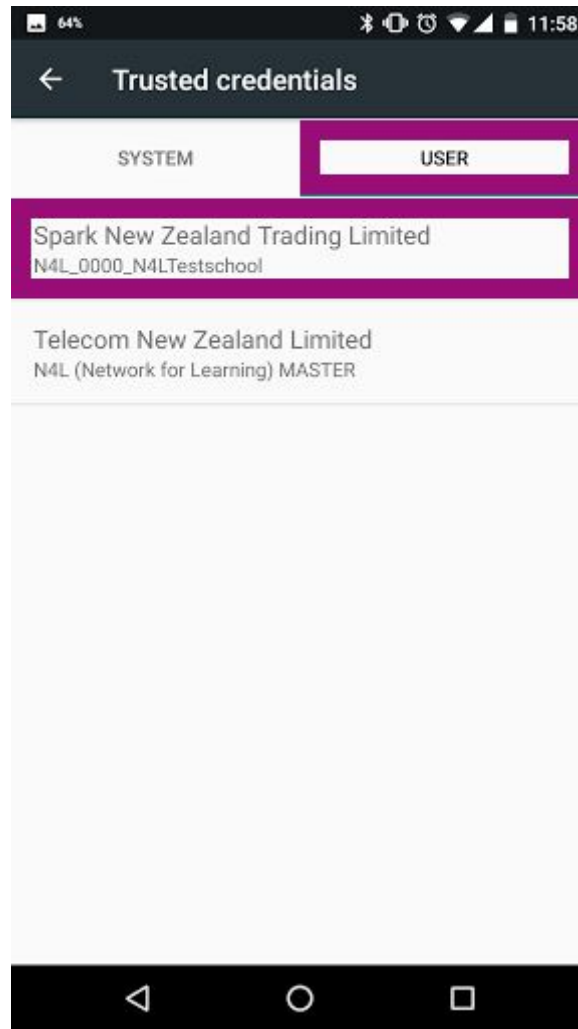 64% 11:58
Trusted credentials
SYSTEM USER
Spark New Zealand Trading Limited
N4L_0000_N4LTestschool
Telecom New Zealand Limited
N4L (Network for Learning) MASTER